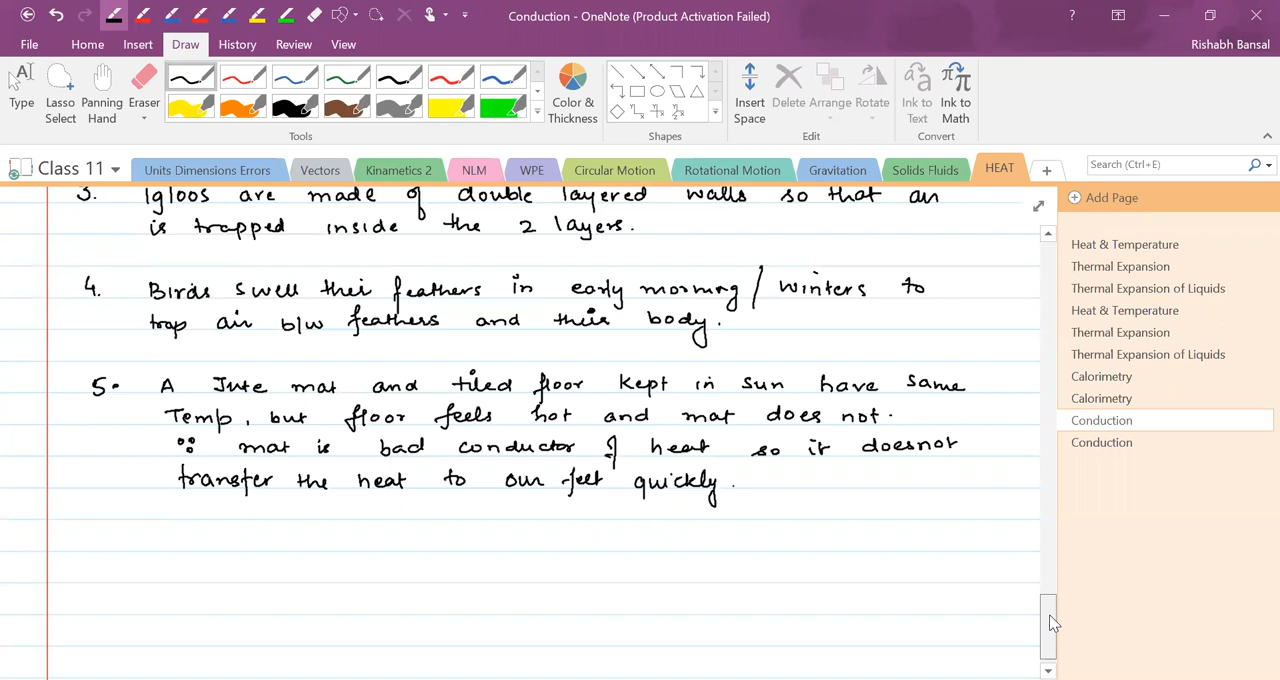 Conduction - OneNote (Product Activation Failed)
?
File Home Insert Draw History Review View
Rishabh Bansal
Type
Lasso Select
Panning Hand
Eraser
Color & Thickness
Insert Space
Delete
Arrange
Rotate
Ink to Text
Ink to Math
Tools
Shapes
Edit
Convert
Class 11
Units Dimensions Errors
Vectors
Kinametics 2
NLM
WPE
Circular Motion
Rotational Motion
Gravitation
Solids Fluids
HEAT
Search (Ctrl+E)
Add Page
Heat & Temperature
Thermal Expansion
Thermal Expansion of Liquids
Heat & Temperature
Thermal Expansion
Thermal Expansion of Liquids
Calorimetry
Calorimetry
Conduction
Conduction
3. Igloos are made of double layered walls so that
is trapped inside the 2 layers.
4. Birds swell their feathers in early morning / winters to
trap air b/w feathers and their body.
5. A Jute mat and tiled floor kept in sun have same
Temp, but floor feels hot and mat does not.
∵ mat is bad conductor of heat so it doesnot
transfer the heat to our feet quickly.